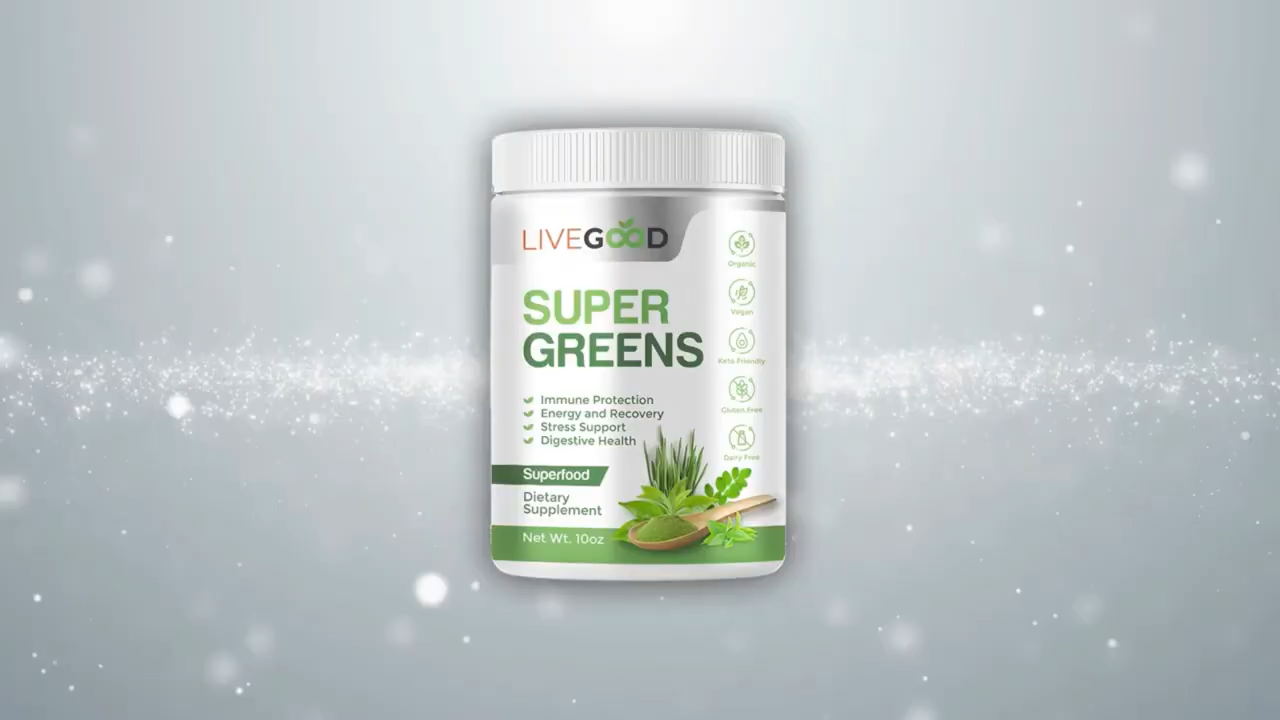 LIVEGOOD
SUPER
GREENS
Immune Protection
Energy and Recovery
Stress Support
Digestive Health
Superfood
Dietary
Supplement
Net Wt. 10oz
Organic
Vegan
Keto Friendly
Gluten Free
Dairy Free